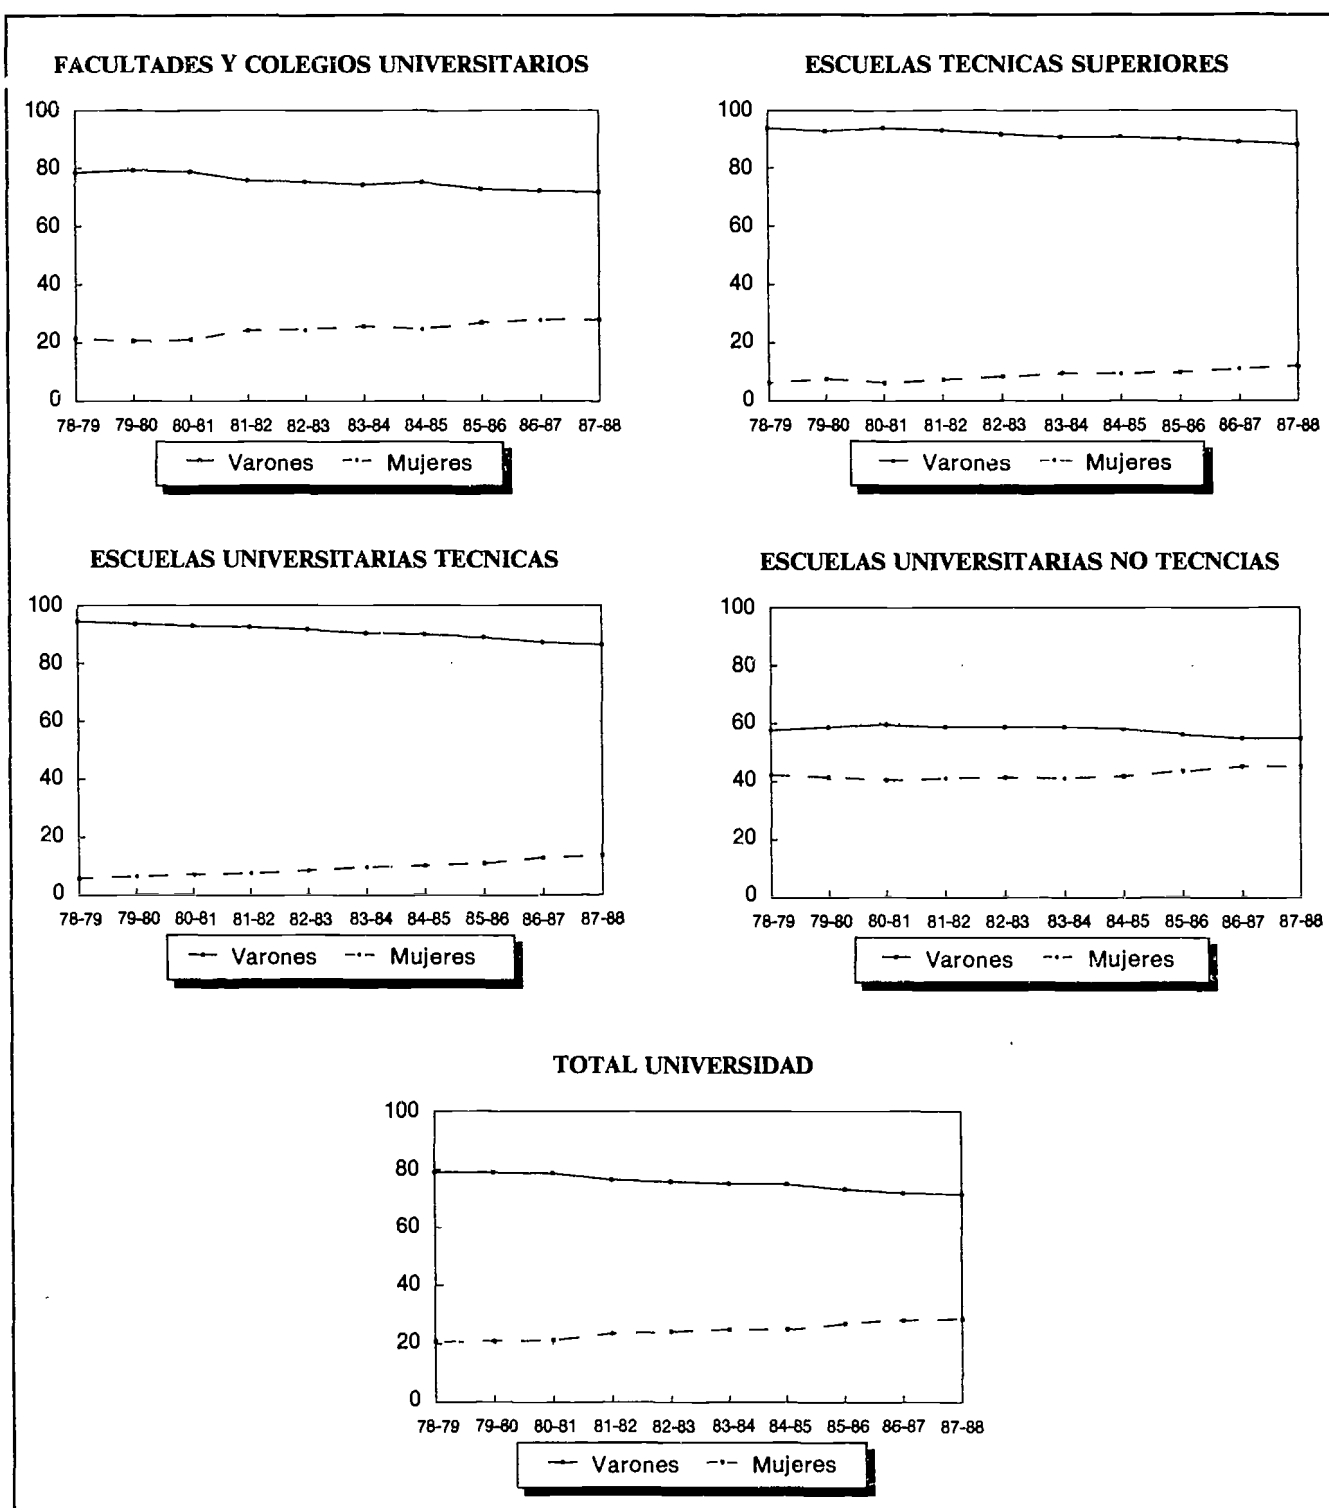 FACULTADES Y COLEGIOS UNIVERSITARIOS
100
80
60
40
20
0
78-79 79-80 80-81 81-82 82-83 83-84 84-85 85-86 86-87 87-88
Varones Mujeres
ESCUELAS TECNICAS SUPERIORES
100
80
60
40
20
0
78-79 79-80 80-81 81-82 82-83 83-84 84-85 85-86 86-87 87-88
Varones Mujeres
ESCUELAS UNIVERSITARIAS TECNICAS
100
80
60
40
20
0
78-79 79-80 80-81 81-82 82-83 83-84 84-85 85-86 86-87 87-88
Varones Mujeres
ESCUELAS UNIVERSITARIAS NO TECNCIAS
100
80
60
40
20
0
78-79 79-80 80-81 81-82 82-83 83-84 84-85 85-86 86-87 87-88
Varones Mujeres
TOTAL UNIVERSIDAD
100
80
60
40
20
0
78-79 79-80 80-81 81-82 82-83 83-84 84-85 85-86 86-87 87-88
Varones Mujeres